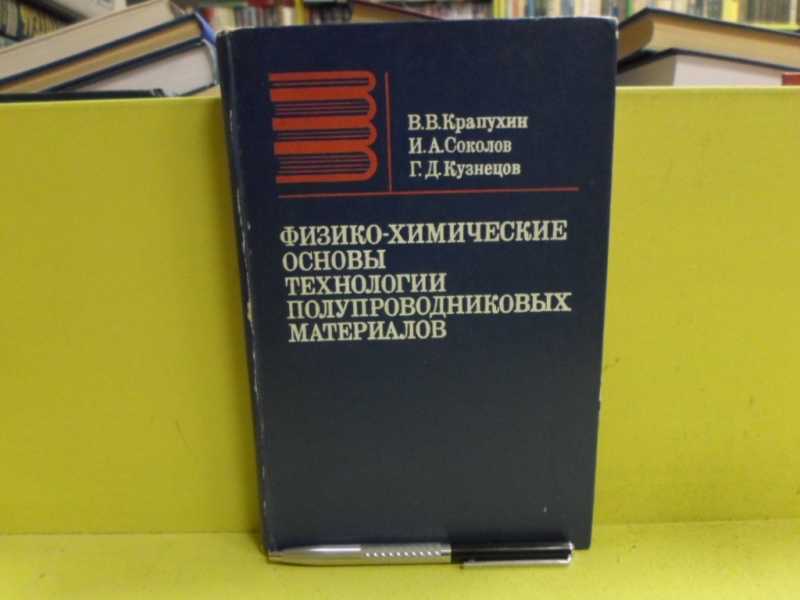 В. В. Крапухин
И. А. Соколов
Г. Д. Кузнецов
ФИЗИКО-ХИМИЧЕСКИЕ
ОСНОВЫ
ТЕХНОЛОГИИ
ПОЛУПРОВОДНИКОВЫХ
МАТЕРИАЛОВ